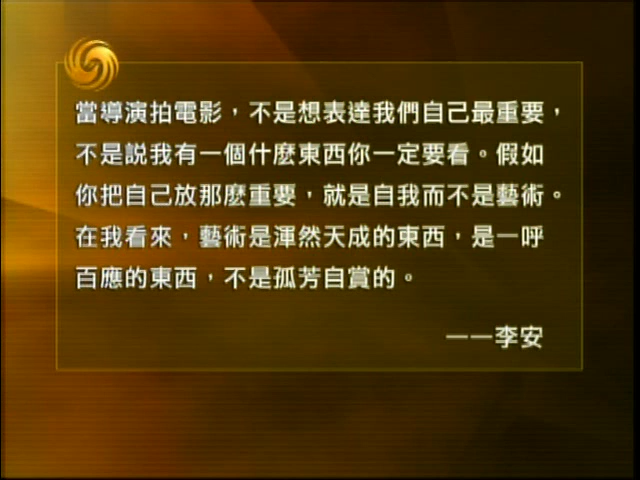 當導演拍電影，不是想表達我們自己最重要，
不是説我有一個什麼東西你一定要看。假如
你把自己放那麼重要，就是自我而不是藝術。
在我看來，藝術是渾然天成的東西，是一呼
百應的東西，不是孤芳自賞的。
——李安